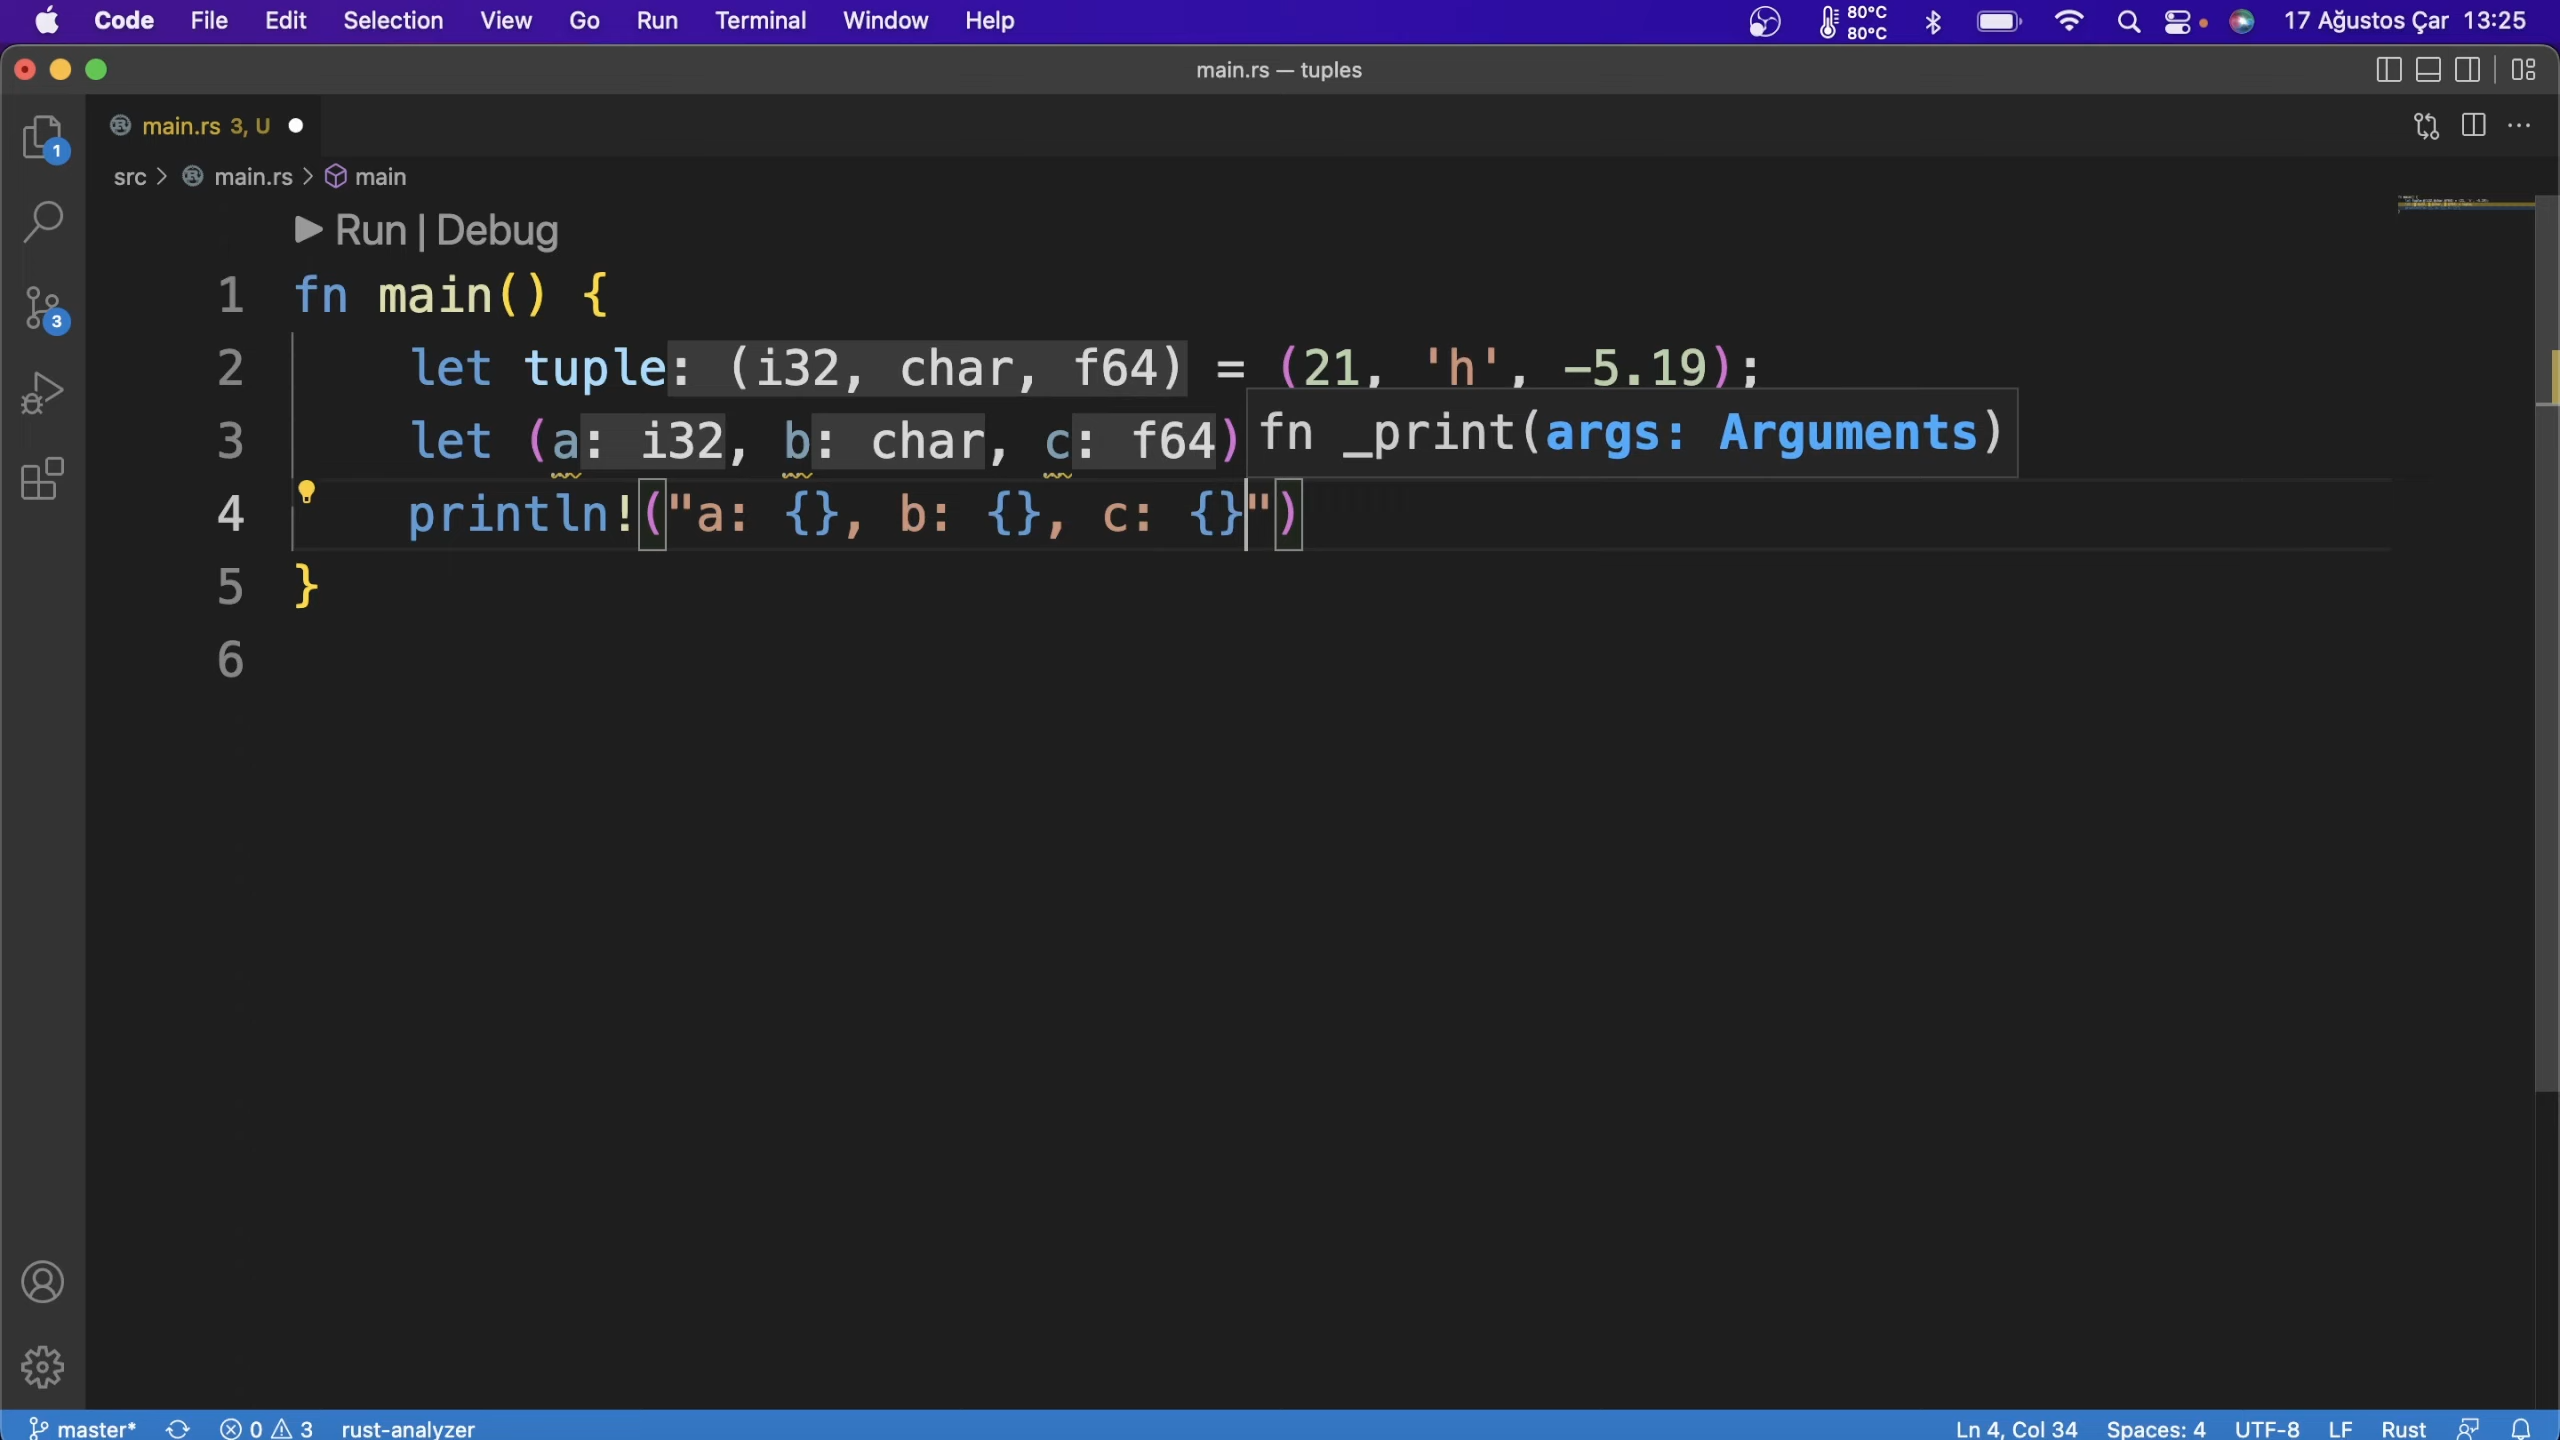 Code File Edit Selection View Go Run Terminal Window Help 80°C 80°C 17 Ağustos Çar 13:25
main.rs — tuples
main.rs 3, U
1
src > main.rs > main
Run | Debug
1 fn main() {
2 let tuple: (i32, char, f64) = (21, 'h', -5.19);
3 let (a: i32, b: char, c: f64) fn _print(args: Arguments)
3
4 println!("a: {}, b: {}, c: {}")
5 }
6
master* 0 3 rust-analyzer Ln 4, Col 34 Spaces: 4 UTF-8 LF Rust